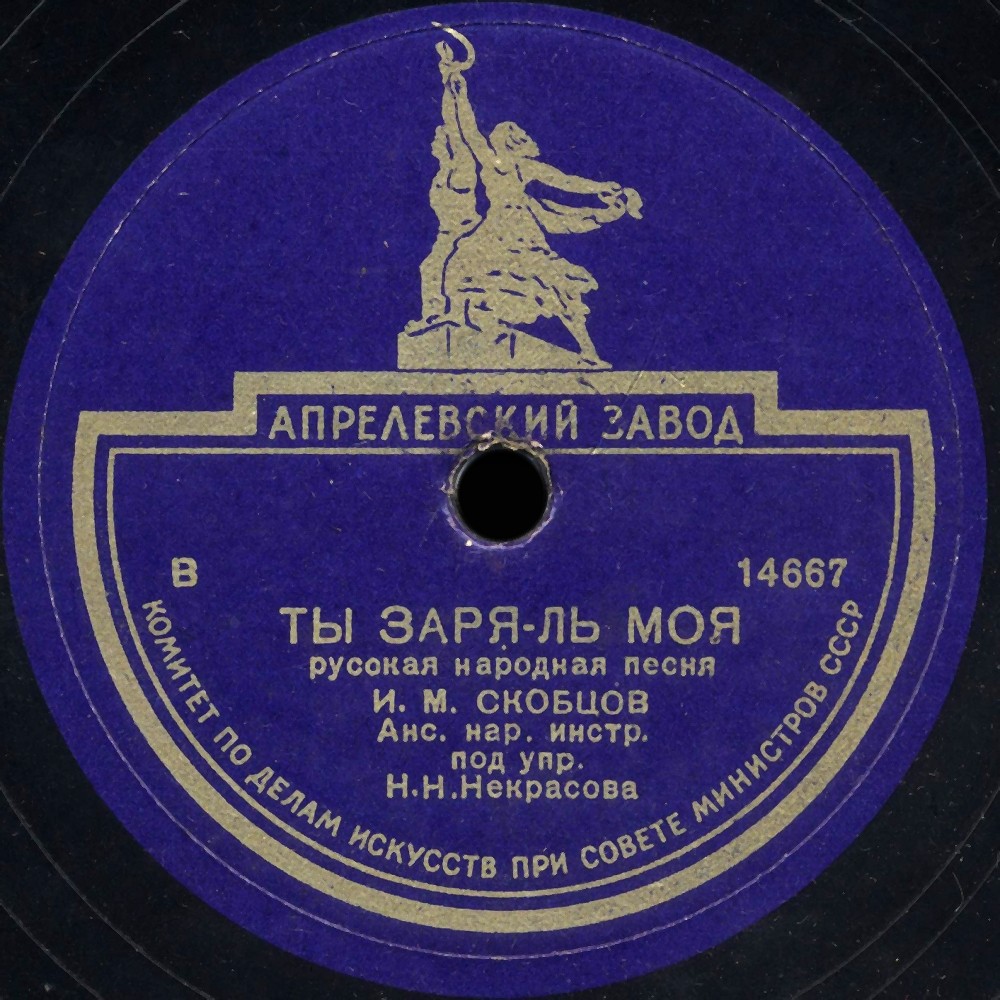 АПРЕЛЕВСКИЙ ЗАВОД
В 14667
ТЫ ЗАРЯ-ЛЬ МОЯ
русская народная песня
И. М. СКОБЦОВ
Анс. нар. инстр.
под упр.
Н.Н.Некрасова
КОМИТЕТ ПО ДЕЛАМ ИСКУССТВ ПРИ СОВЕТЕ МИНИСТРОВ СССР